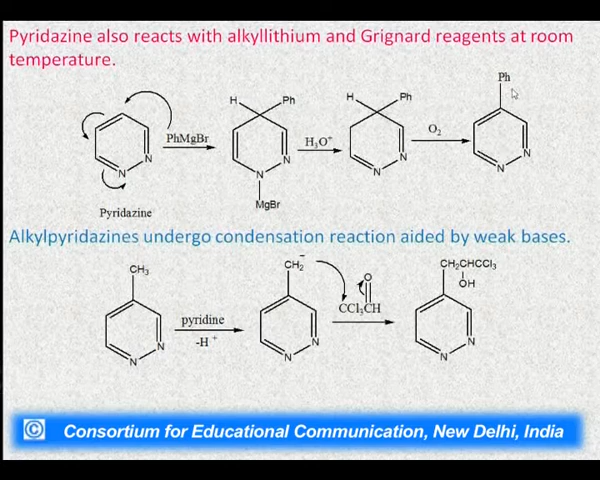 Pyridazine also reacts with alkyllithium and Grignard reagents at room
temperature.
Ph
H Ph H Ph
PhMgBr H3O+ O2
N N N N
N N N N
MgBr
Pyridazine
Alkylpyridazines undergo condensation reaction aided by weak bases.
CH3 CH2- O CH2CHCCl3
OH
pyridine CCl3CH
-H+
N N N
N N N
© Consortium for Educational Communication, New Delhi, India